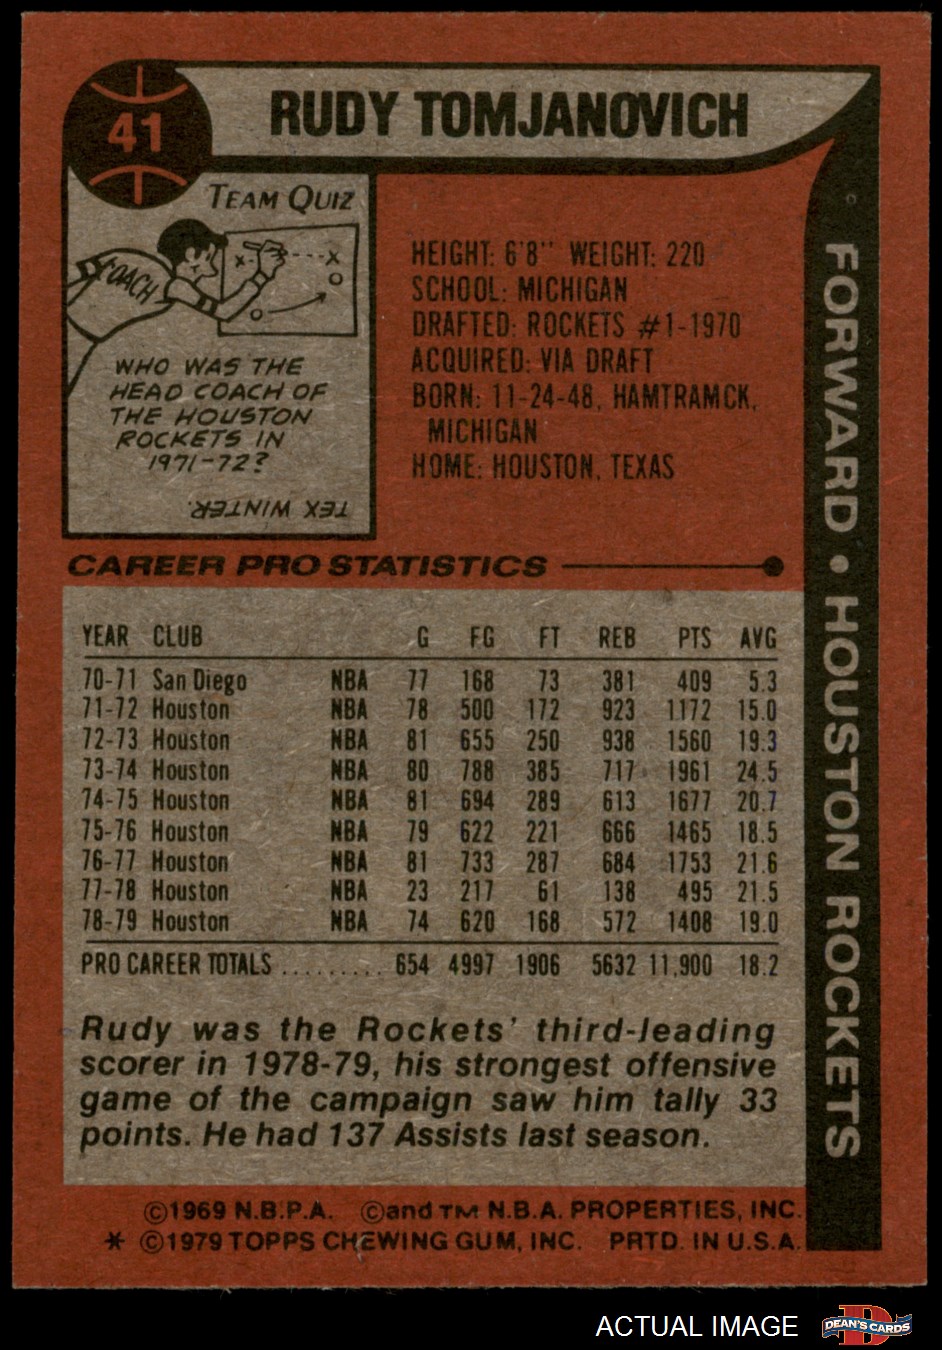 41
RUDY TOMJANOVICH
TEAM QUIZ
COACH
WHO WAS THE
HEAD COACH OF
THE HOUSTON
ROCKETS IN
1971-72?
TEX WINTER.
HEIGHT: 6'8" WEIGHT: 220
SCHOOL: MICHIGAN
DRAFTED: ROCKETS #1-1970
ACQUIRED: VIA DRAFT
BORN: 11-24-48, HAMTRAMCK,
MICHIGAN
HOME: HOUSTON, TEXAS
FORWARD • HOUSTON ROCKETS
CAREER PRO STATISTICS
YEAR CLUB G FG FT REB PTS AVG
70-71 San Diego NBA 77 168 73 381 409 5.3
71-72 Houston NBA 78 500 172 923 1172 15.0
72-73 Houston NBA 81 655 250 938 1560 19.3
73-74 Houston NBA 80 788 385 717 1961 24.5
74-75 Houston NBA 81 694 289 613 1677 20.7
75-76 Houston NBA 79 622 221 666 1465 18.5
76-77 Houston NBA 81 733 287 684 1753 21.6
77-78 Houston NBA 23 217 61 138 495 21.5
78-79 Houston NBA 74 620 168 572 1408 19.0
PRO CAREER TOTALS ......... 654 4997 1906 5632 11,900 18.2
Rudy was the Rockets' third-leading
scorer in 1978-79, his strongest offensive
game of the campaign saw him tally 33
points. He had 137 Assists last season.
©1969 N.B.P.A. ©and TM N.B.A. PROPERTIES, INC.
* ©1979 TOPPS CHEWING GUM, INC. PRTD. IN U.S.A.
ACTUAL IMAGE
DEAN'S CARDS